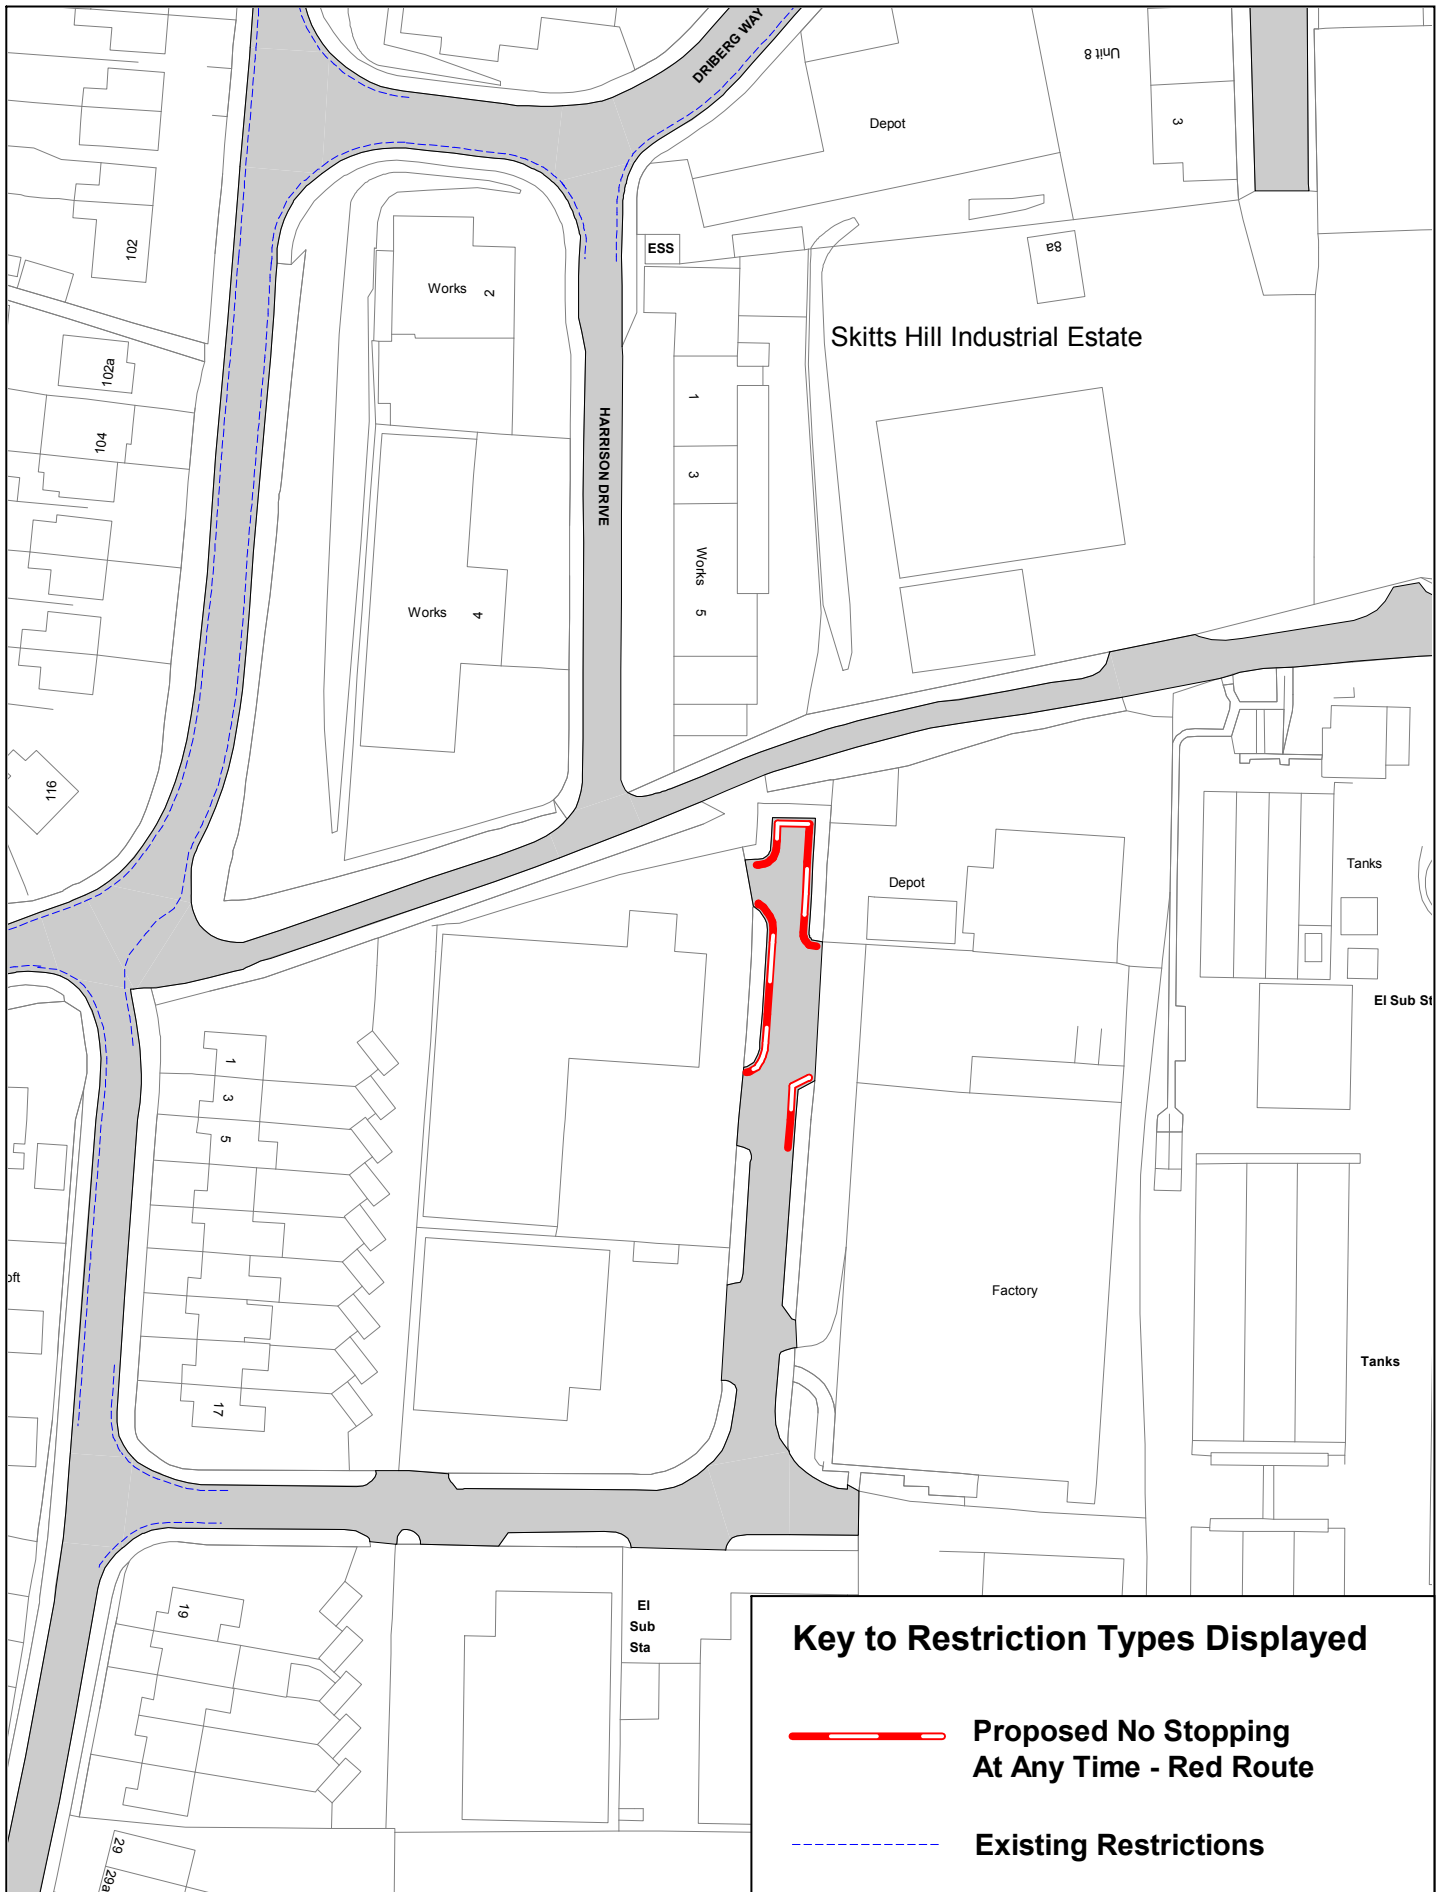 DRIBERG WAY
Unit 8
Depot
3
102
ESS
8a
Works 2
Skitts Hill Industrial Estate
102a
1
HARRISON DRIVE
104
3
Works 5
Works 4
116
Tanks
Depot
El Sub St
1
3
5
oft
Factory
Tanks
17
19
El
Sub
Sta
29
29a
Key to Restriction Types Displayed
Proposed No Stopping
At Any Time - Red Route
Existing Restrictions